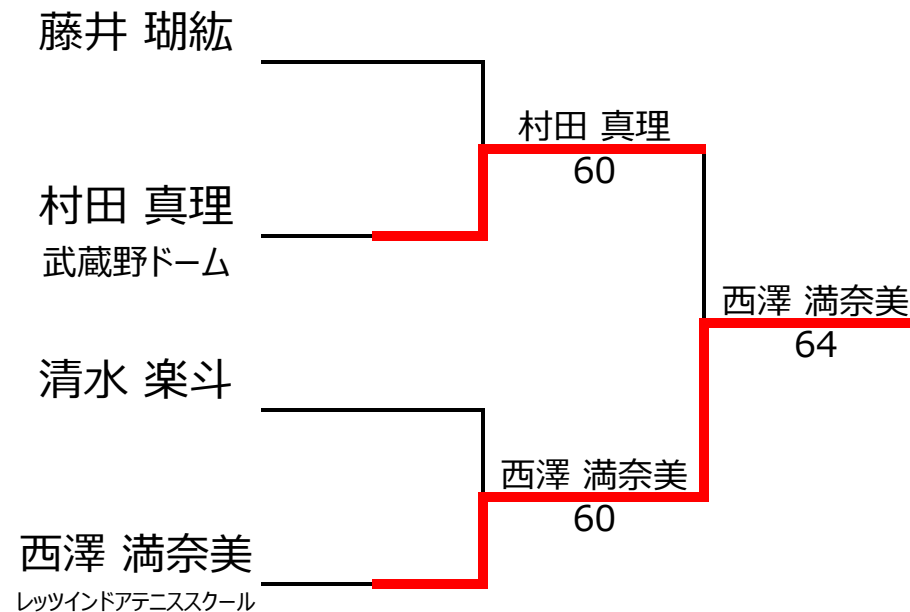 藤井 瑚紘
村田 真理
60
村田 真理
武蔵野ドーム
西澤 満奈美
64
清水 楽斗
西澤 満奈美
60
西澤 満奈美
レッツインドアテニススクール